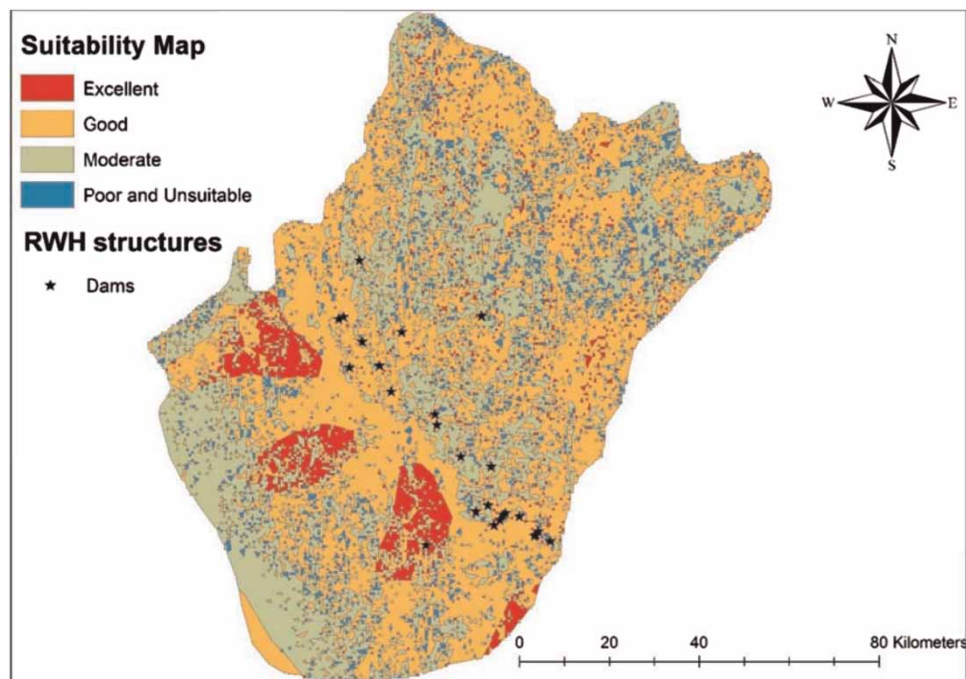 Suitability Map
Excellent
Good
Moderate
Poor and Unsuitable
RWH structures
Dams
N
W E
S
0 20 40 80 Kilometers